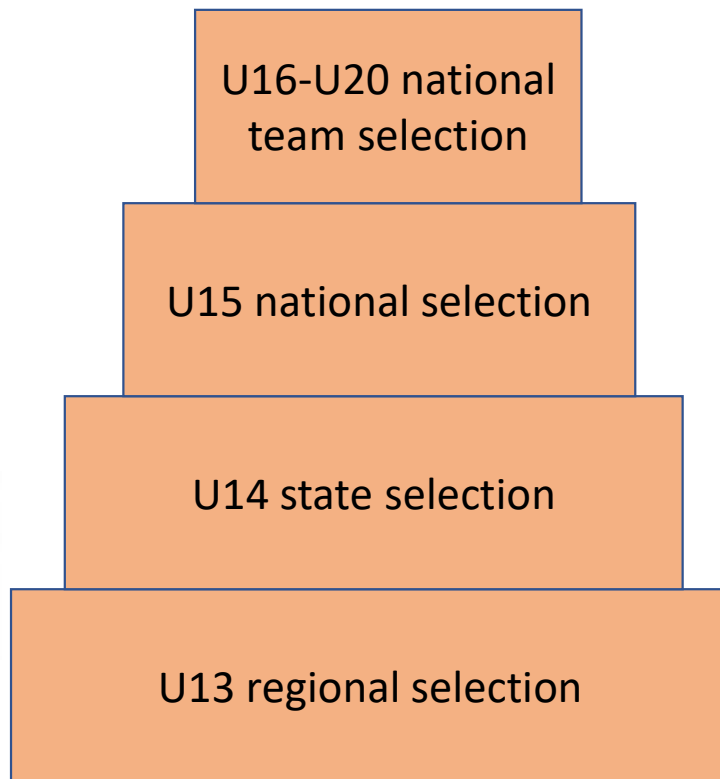 U16-U20 national
team selection
U15 national selection
U14 state selection
U13 regional selection